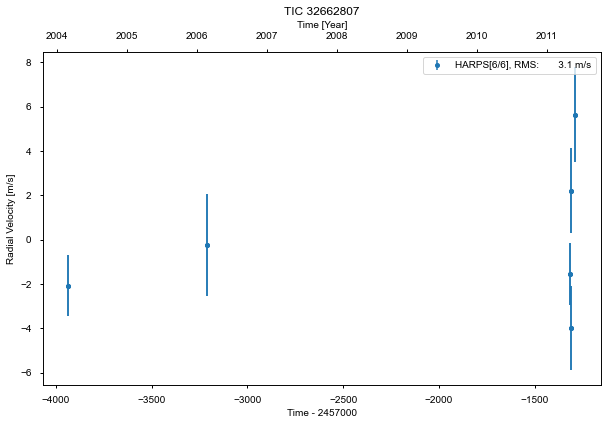 TIC 32662807
Time [Year]
2004 2005 2006 2007 2008 2009 2010 2011
HARPS[6/6], RMS: 3.1 m/s
8
6
4
2
0
−2
−4
−6
Radial Velocity [m/s]
−4000 −3500 −3000 −2500 −2000 −1500
Time - 2457000